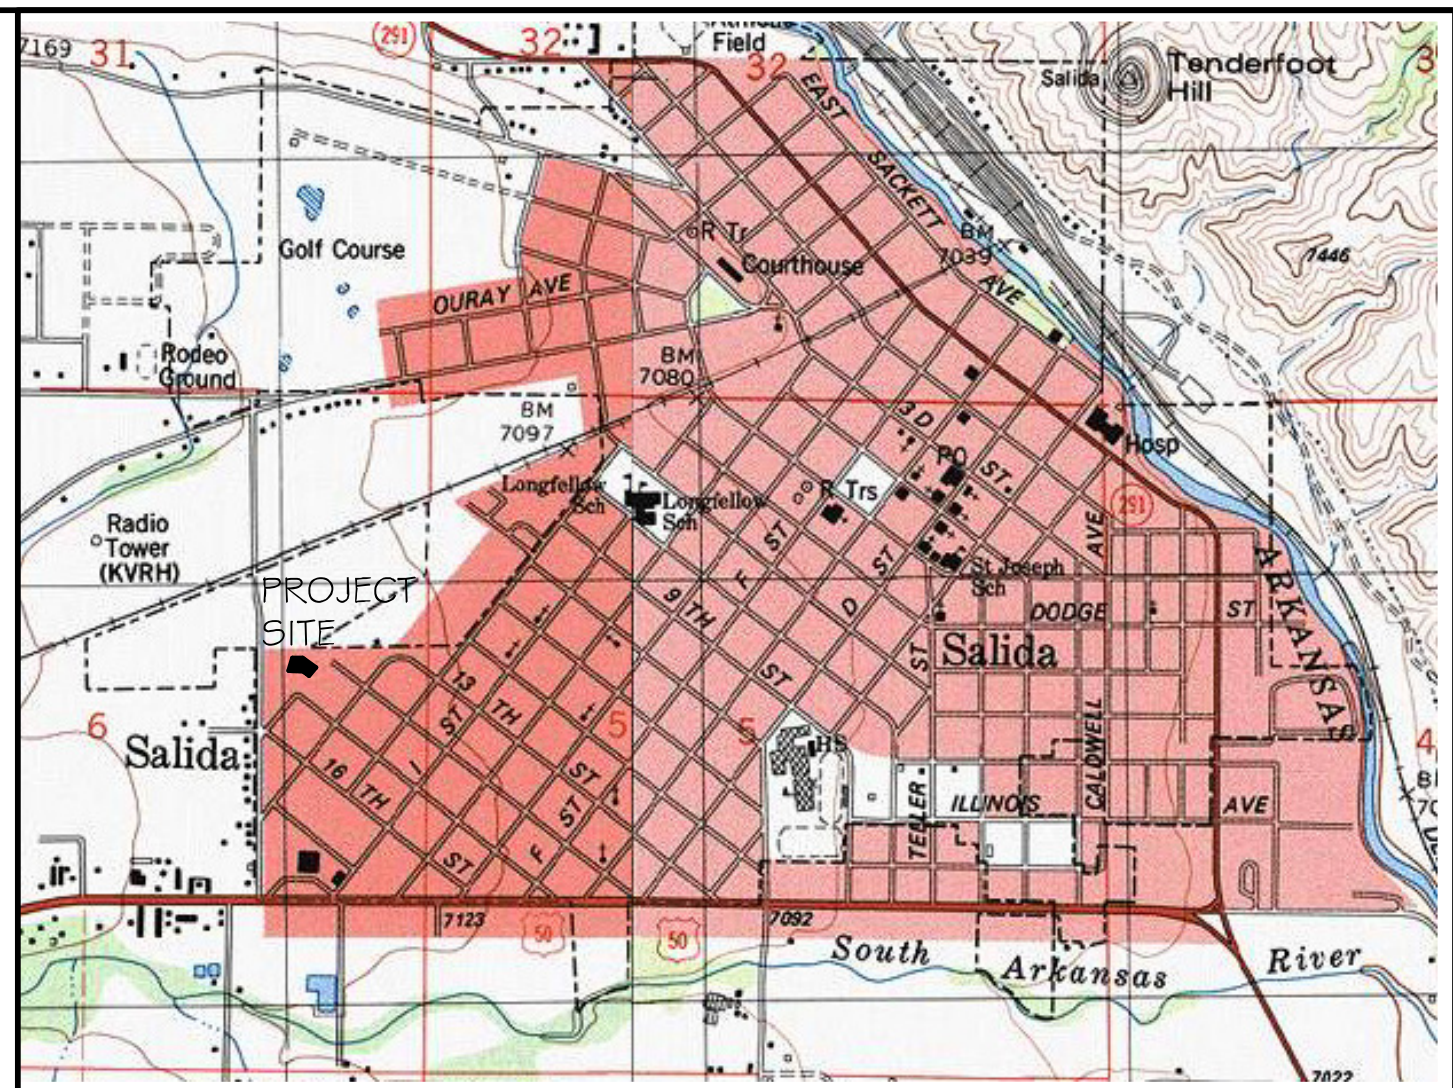 7169
31
291
32
Field
32
Salida
Tenderfoot
Hill
EAST
SACKETT
AVE
BM
7039
7446
R Tr
Courthouse
Golf Course
OURAY AVE
Rodeo
Ground
BM
7080
BM
7097
3 D
ST
PO
Hosp
Longfellow
Sch
Longfellow
Sch
R Trs
291
AVE
Radio
Tower
(KVRH)
F ST
D ST
St Joseph
Sch
ARKANSAS
PROJECT
SITE
9 TH
ST
DODGE
ST
ST
Salida
13 TH
ST
6
Salida
5
5
HS
4
16 TH
ST
I ST
F ST
CALDWELL
TELLER
ILLINOIS
AVE
7123
50
50
7092
South
Arkansas
River
7022